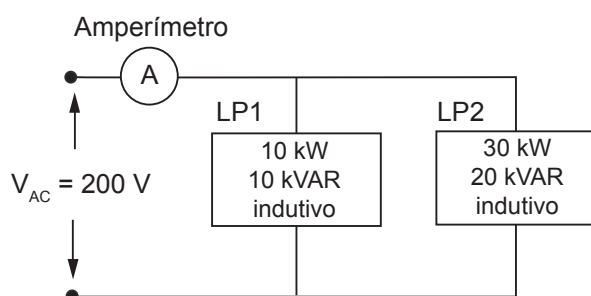 Amperímetro
A
LP1
LP2
10 kW
10 kVAR
indutivo
30 kW
20 kVAR
indutivo
V_AC = 200 V